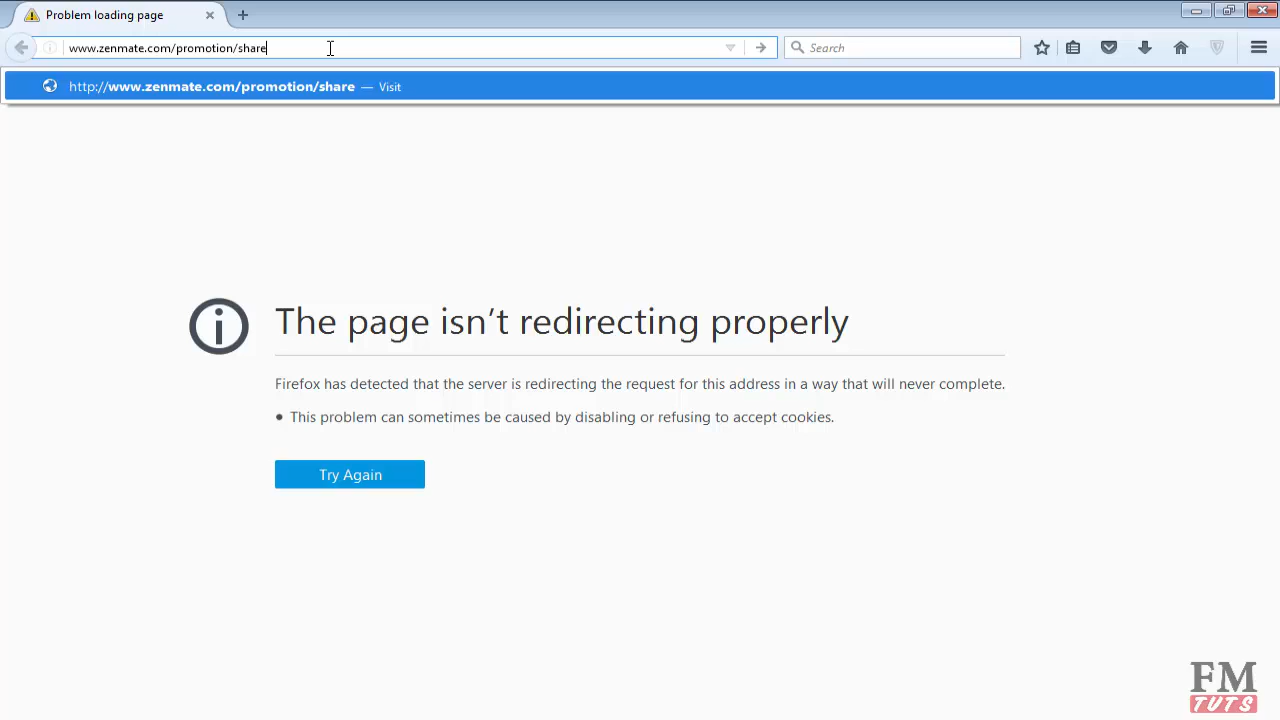 Problem loading page
www.zenmate.com/promotion/share
Search
http://www.zenmate.com/promotion/share — Visit
The page isn’t redirecting properly
Firefox has detected that the server is redirecting the request for this address in a way that will never complete.
This problem can sometimes be caused by disabling or refusing to accept cookies.
Try Again
FM
TUTS